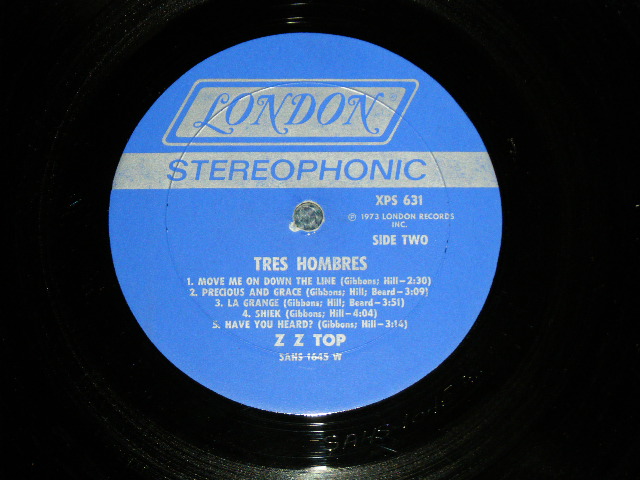 LONDON
STEREOPHONIC
XPS 631
℗ 1973 LONDON RECORDS
INC.
SIDE TWO
TRES HOMBRES
1. MOVE ME ON DOWN THE LINE (Gibbons; Hill—2:30)
2. PRECIOUS AND GRACE (Gibbons; Hill; Beard—3:09)
3. LA GRANGE (Gibbons; Hill; Beard—3:51)
4. SHIEK (Gibbons; Hill—4:04)
5. HAVE YOU HEARD? (Gibbons; Hill—3:14)
Z Z TOP
SAHS 1645 W